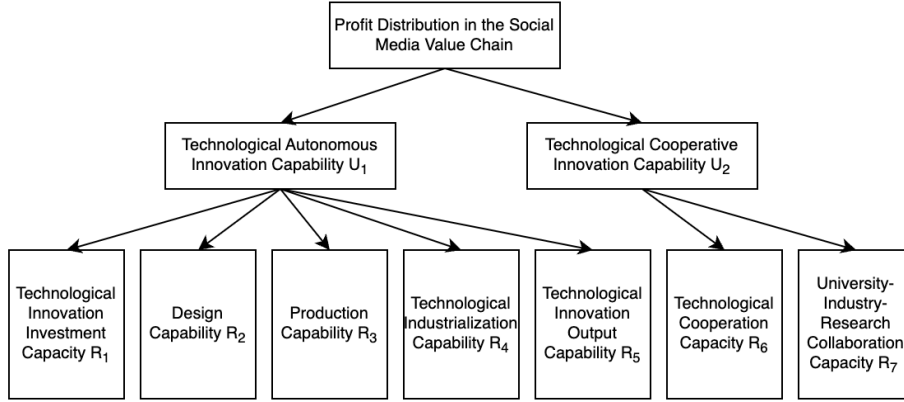 Profit Distribution in the Social
Media Value Chain
Technological Autonomous
Innovation Capability U₁
Technological Cooperative
Innovation Capability U₂
Technological
Innovation
Investment
Capacity R₁
Design
Capability R₂
Production
Capability R₃
Technological
Industrialization
Capability R₄
Technological
Innovation
Output
Capability R₅
Technological
Cooperation
Capacity R₆
University-
Industry-
Research
Collaboration
Capacity R₇